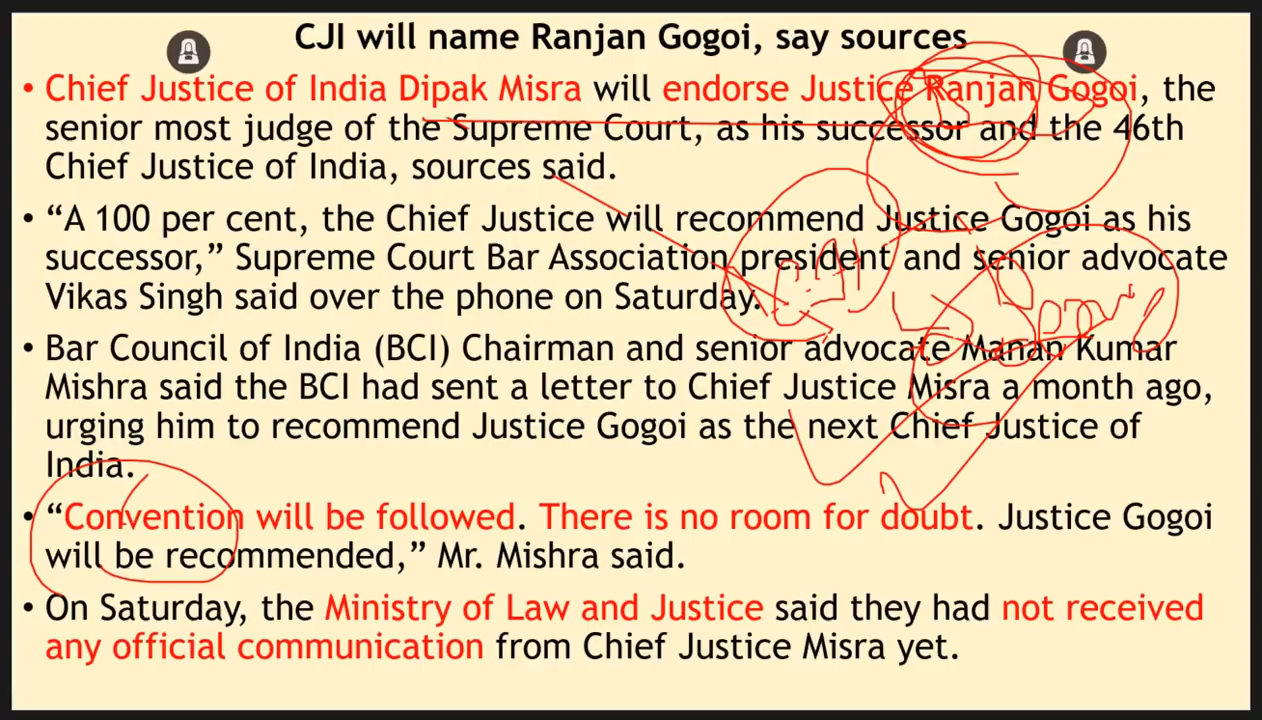 CJI will name Ranjan Gogoi, say sources
• Chief Justice of India Dipak Misra will endorse Justice Ranjan Gogoi, the
senior most judge of the Supreme Court, as his successor and the 46th
Chief Justice of India, sources said.
• “A 100 per cent, the Chief Justice will recommend Justice Gogoi as his
successor,” Supreme Court Bar Association president and senior advocate
Vikas Singh said over the phone on Saturday.
• Bar Council of India (BCI) Chairman and senior advocate Manan Kumar
Mishra said the BCI had sent a letter to Chief Justice Misra a month ago,
urging him to recommend Justice Gogoi as the next Chief Justice of
India.
• “Convention will be followed. There is no room for doubt. Justice Gogoi
will be recommended,” Mr. Mishra said.
• On Saturday, the Ministry of Law and Justice said they had not received
any official communication from Chief Justice Misra yet.